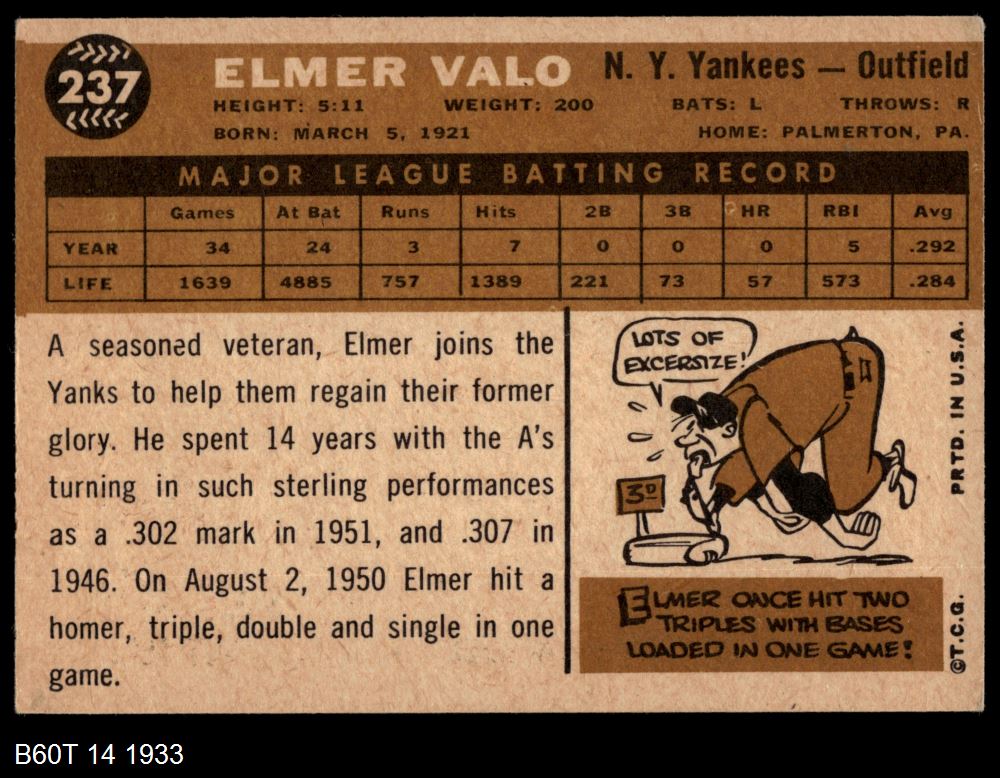 237
ELMER VALO N. Y. Yankees — Outfield
HEIGHT: 5:11 WEIGHT: 200 BATS: L THROWS: R
BORN: MARCH 5, 1921 HOME: PALMERTON, PA.
MAJOR LEAGUE BATTING RECORD
Games At Bat Runs Hits 2B 3B HR RBI Avg
YEAR 34 24 3 7 0 0 0 5 .292
LIFE 1639 4885 757 1389 221 73 57 573 .284
A seasoned veteran, Elmer joins the
Yanks to help them regain their former
glory. He spent 14 years with the A's
turning in such sterling performances
as a .302 mark in 1951, and .307 in
1946. On August 2, 1950 Elmer hit a
homer, triple, double and single in one
game.
LOTS OF
EXCERSIZE!
3D
ELMER ONCE HIT TWO
TRIPLES WITH BASES
LOADED IN ONE GAME!
PRTD. IN U.S.A.
©T.C.G.
B60T 14 1933